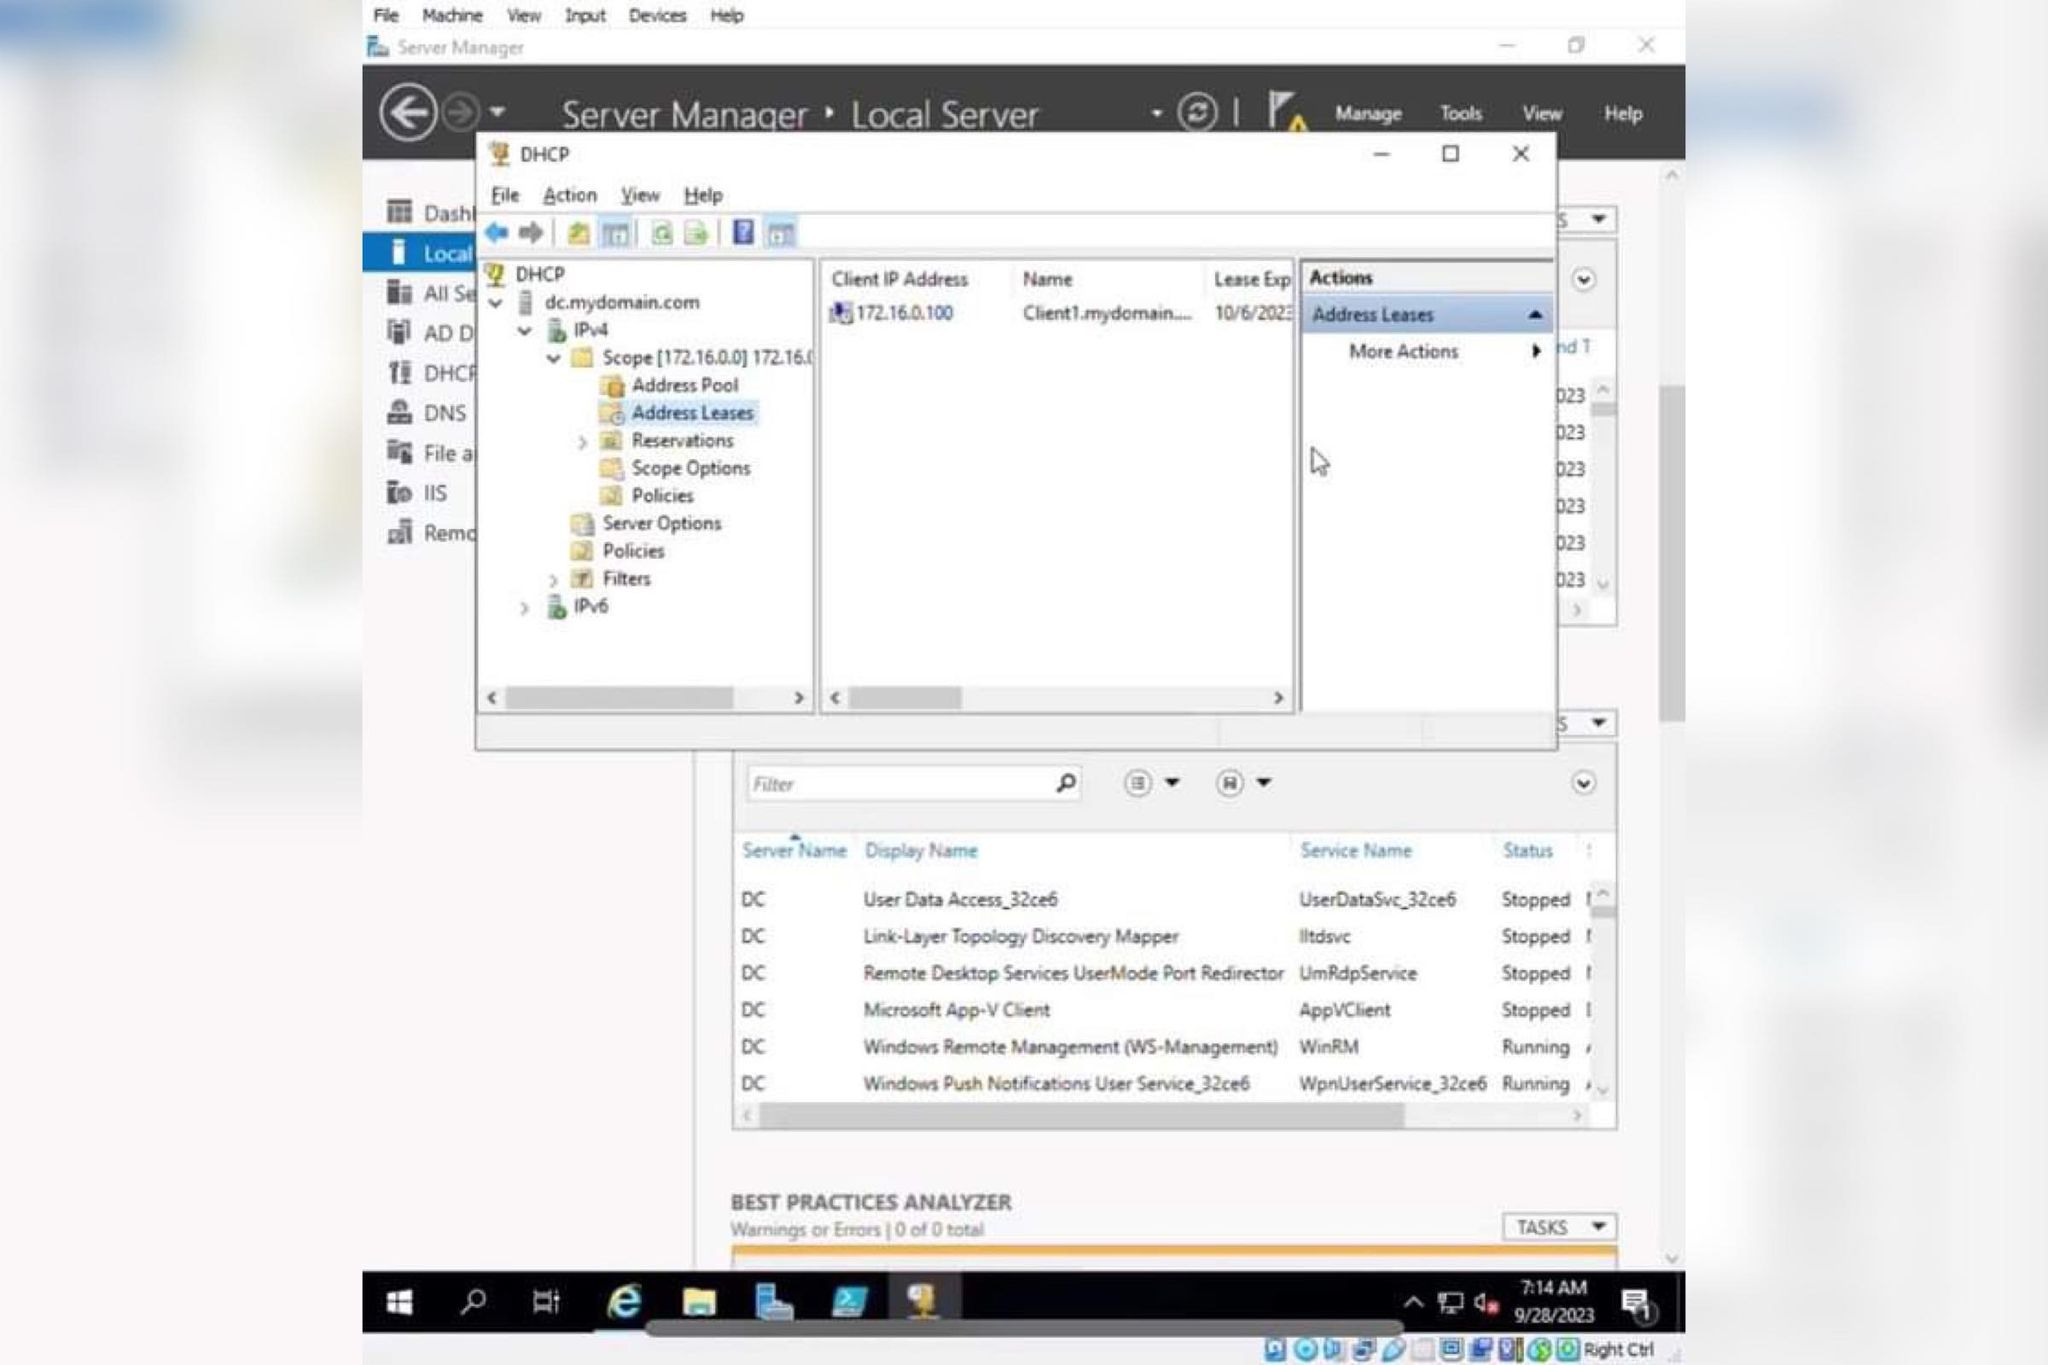 File Machine View Input Devices Help
Server Manager
Server Manager • Local Server
Manage Tools View Help
DHCP
File Action View Help
Dash
Local
All Se
AD D
DHCP
DNS
File a
IIS
Remo
DHCP
dc.mydomain.com
IPv4
Scope [172.16.0.0] 172.16.0
Address Pool
Address Leases
Reservations
Scope Options
Policies
Server Options
Policies
Filters
IPv6
Client IP Address Name Lease Exp
172.16.0.100 Client1.mydomain.... 10/6/2023
Actions
Address Leases
More Actions
S
nd T
023
023
023
023
023
023
S
Filter
Server Name Display Name Service Name Status
DC User Data Access_32ce6 UserDataSvc_32ce6 Stopped
DC Link-Layer Topology Discovery Mapper lltdsvc Stopped
DC Remote Desktop Services UserMode Port Redirector UmRdpService Stopped
DC Microsoft App-V Client AppVClient Stopped
DC Windows Remote Management (WS-Management) WinRM Running
DC Windows Push Notifications User Service_32ce6 WpnUserService_32ce6 Running
BEST PRACTICES ANALYZER
Warnings or Errors | 0 of 0 total
TASKS
7:14 AM
9/28/2023
1
Right Ctrl